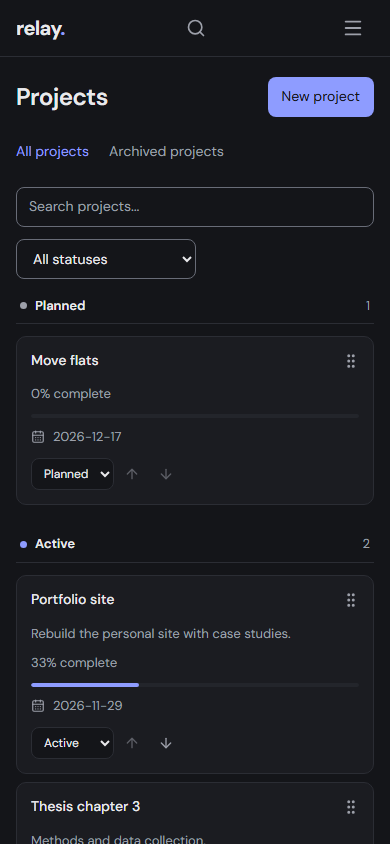 relay.
Projects
New project
All projects
Archived projects
Search projects...
All statuses
Planned
1
Move flats
0% complete
2026-12-17
Planned
Active
2
Portfolio site
Rebuild the personal site with case studies.
33% complete
2026-11-29
Active
Thesis chapter 3
Methods and data collection.